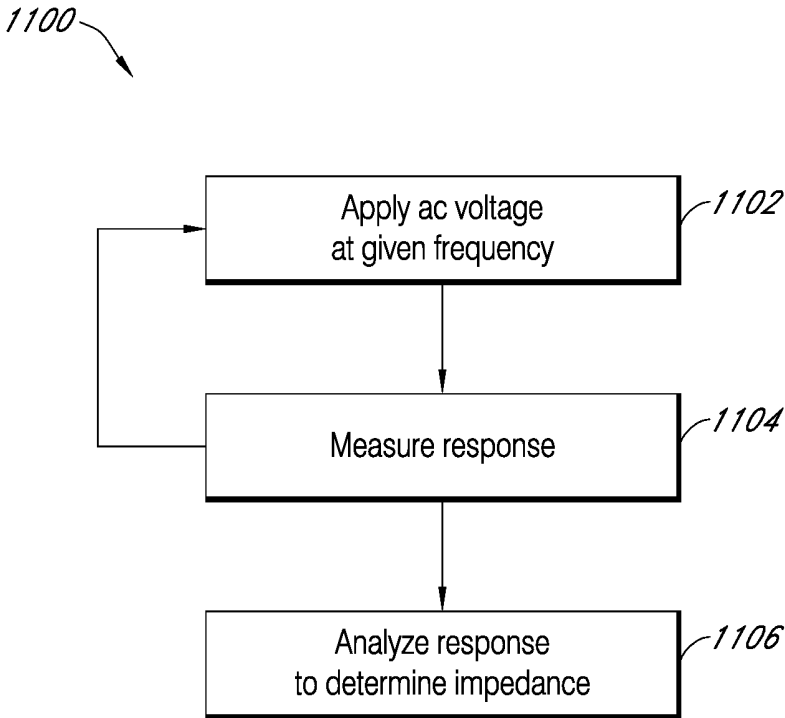 1100
Apply ac voltage
at given frequency
1102
Measure response
1104
Analyze response
to determine impedance
1106